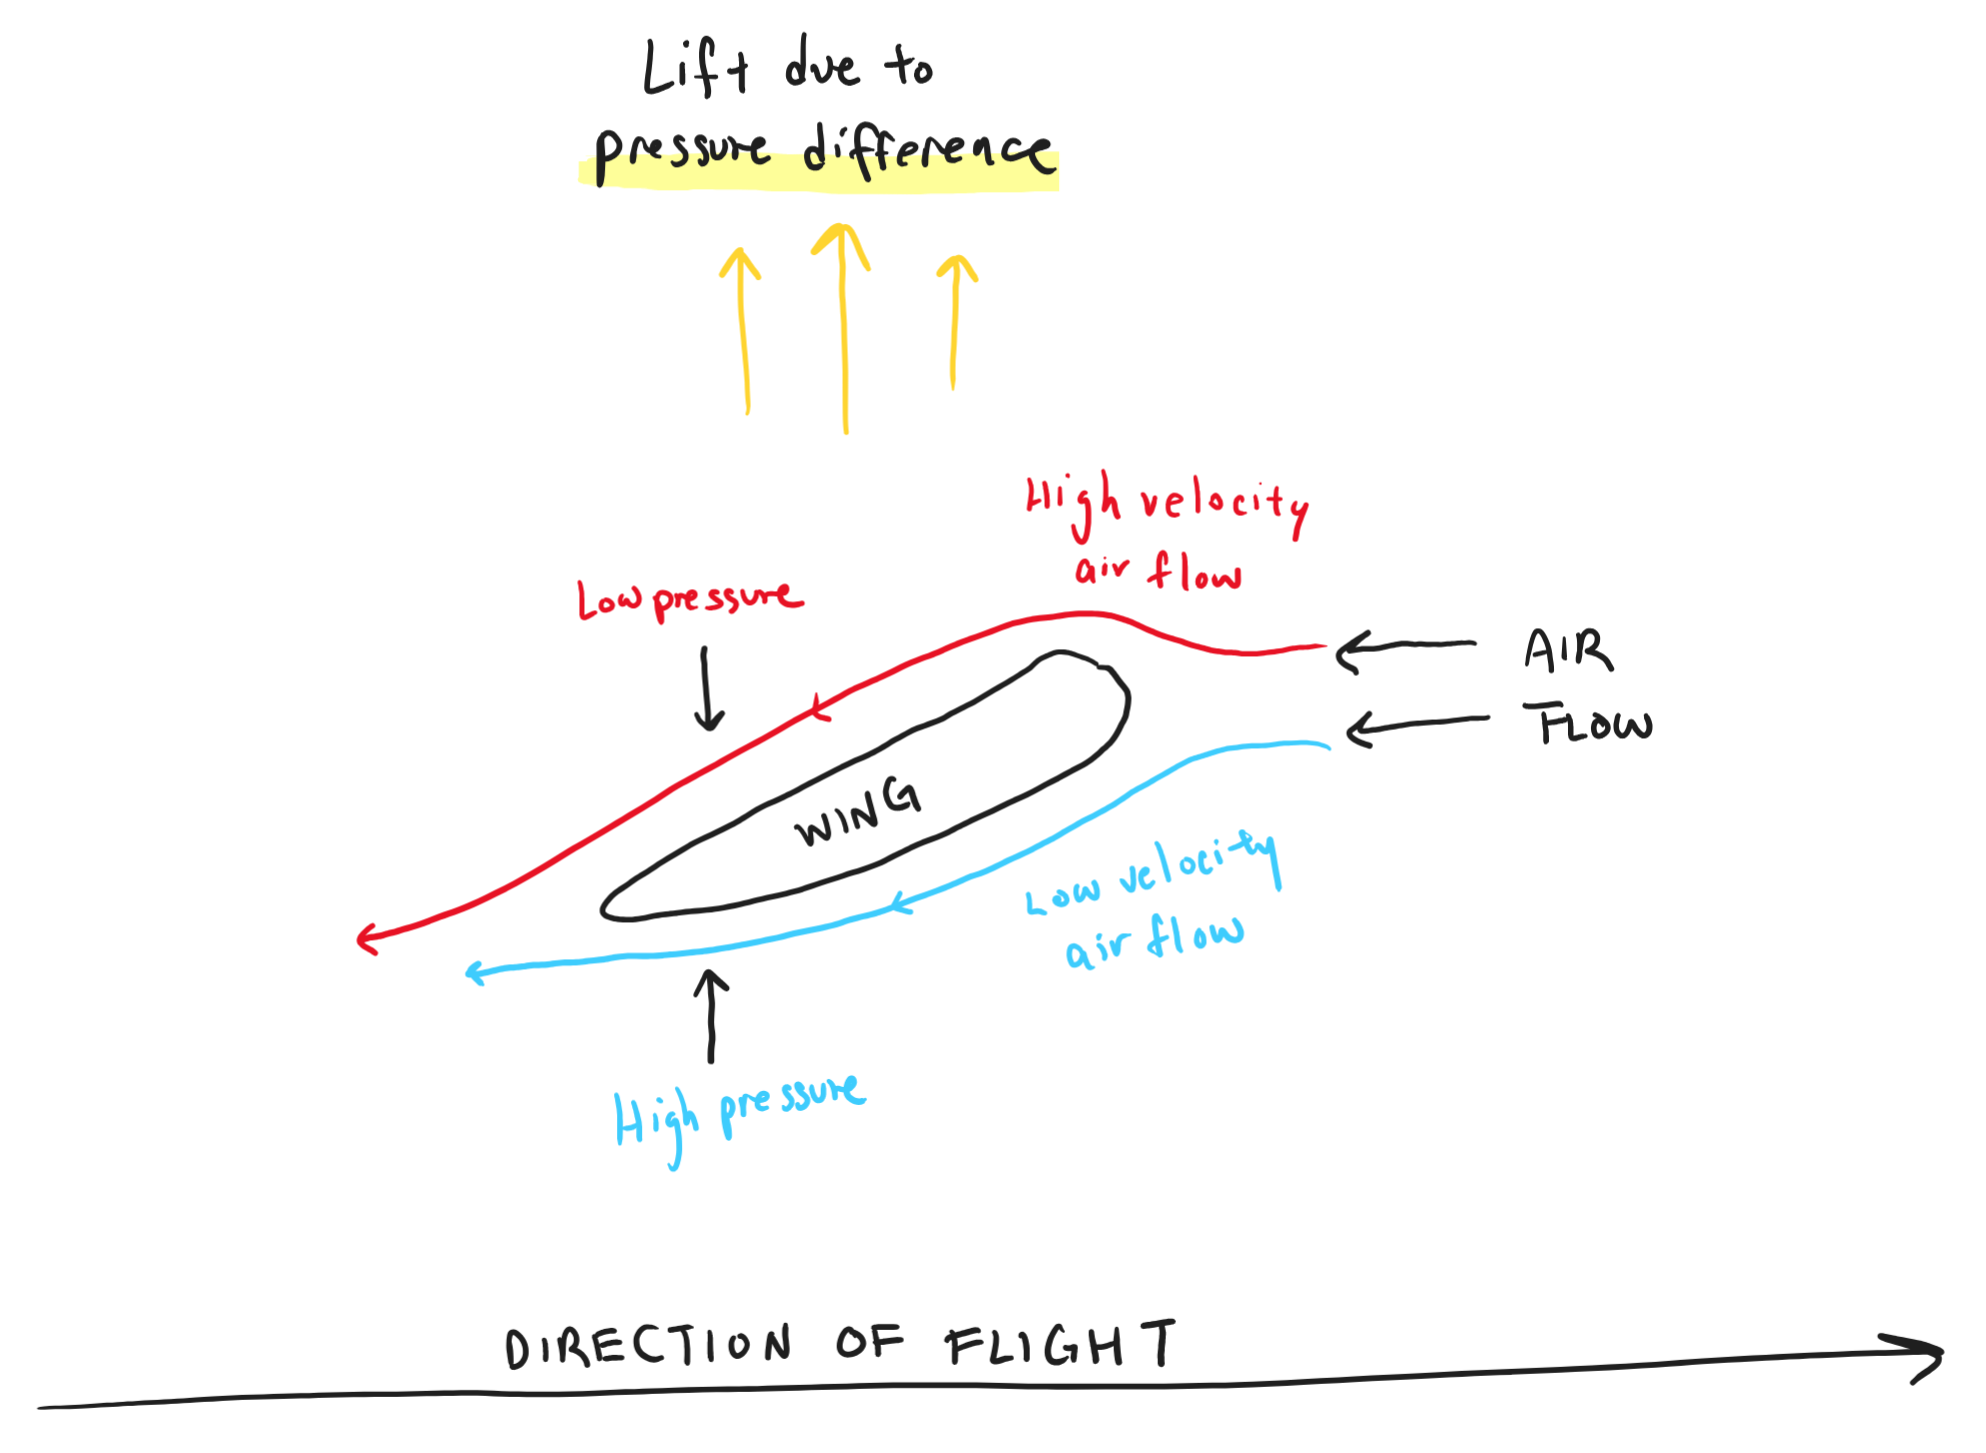 Lift due to
pressure difference
High velocity
air flow
Low pressure
AIR
FLOW
WING
Low velocity
air flow
High pressure
DIRECTION OF FLIGHT